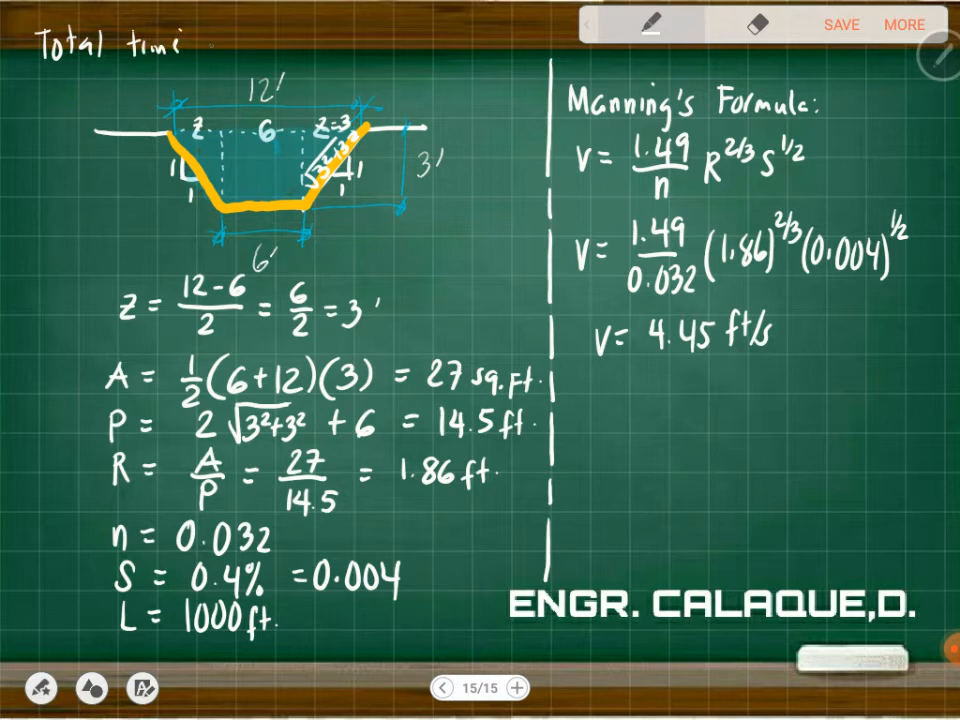 SAVE MORE
Total time
12'
z 6 z=3
√3²+3²
1 1
1 1
3'
6'
z = 12-6/2 = 6/2 = 3'
A = 1/2 (6+12)(3) = 27 sq.ft.
P = 2 √3²+3² + 6 = 14.5 ft.
R = A/P = 27/14.5 = 1.86 ft.
n = 0.032
S = 0.4% = 0.004
L = 1000 ft.
Manning's Formula:
V = 1.49/n R^2/3 S^1/2
V = 1.49/0.032 (1.86)^2/3 (0.004)^1/2
V = 4.45 ft/s
ENGR. CALAQUE,D.
15/15